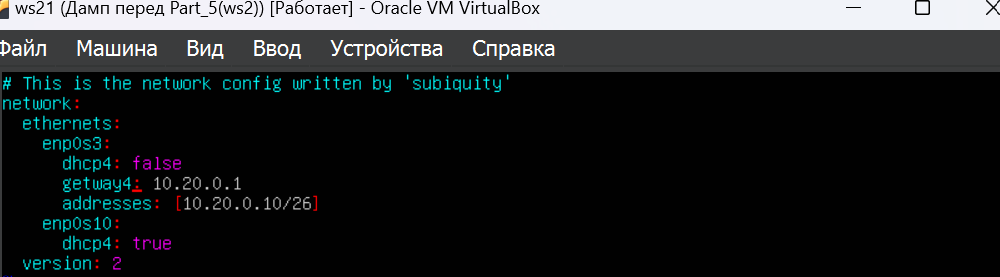 ws21 (Дамп перед Part_5(ws2)) [Работает] - Oracle VM VirtualBox
Файл Машина Вид Ввод Устройства Справка
# This is the network config written by 'subiquity'
network:
  ethernets:
    enp0s3:
      dhcp4: false
      getway4: 10.20.0.1
      addresses: [10.20.0.10/26]
    enp0s10:
      dhcp4: true
  version: 2